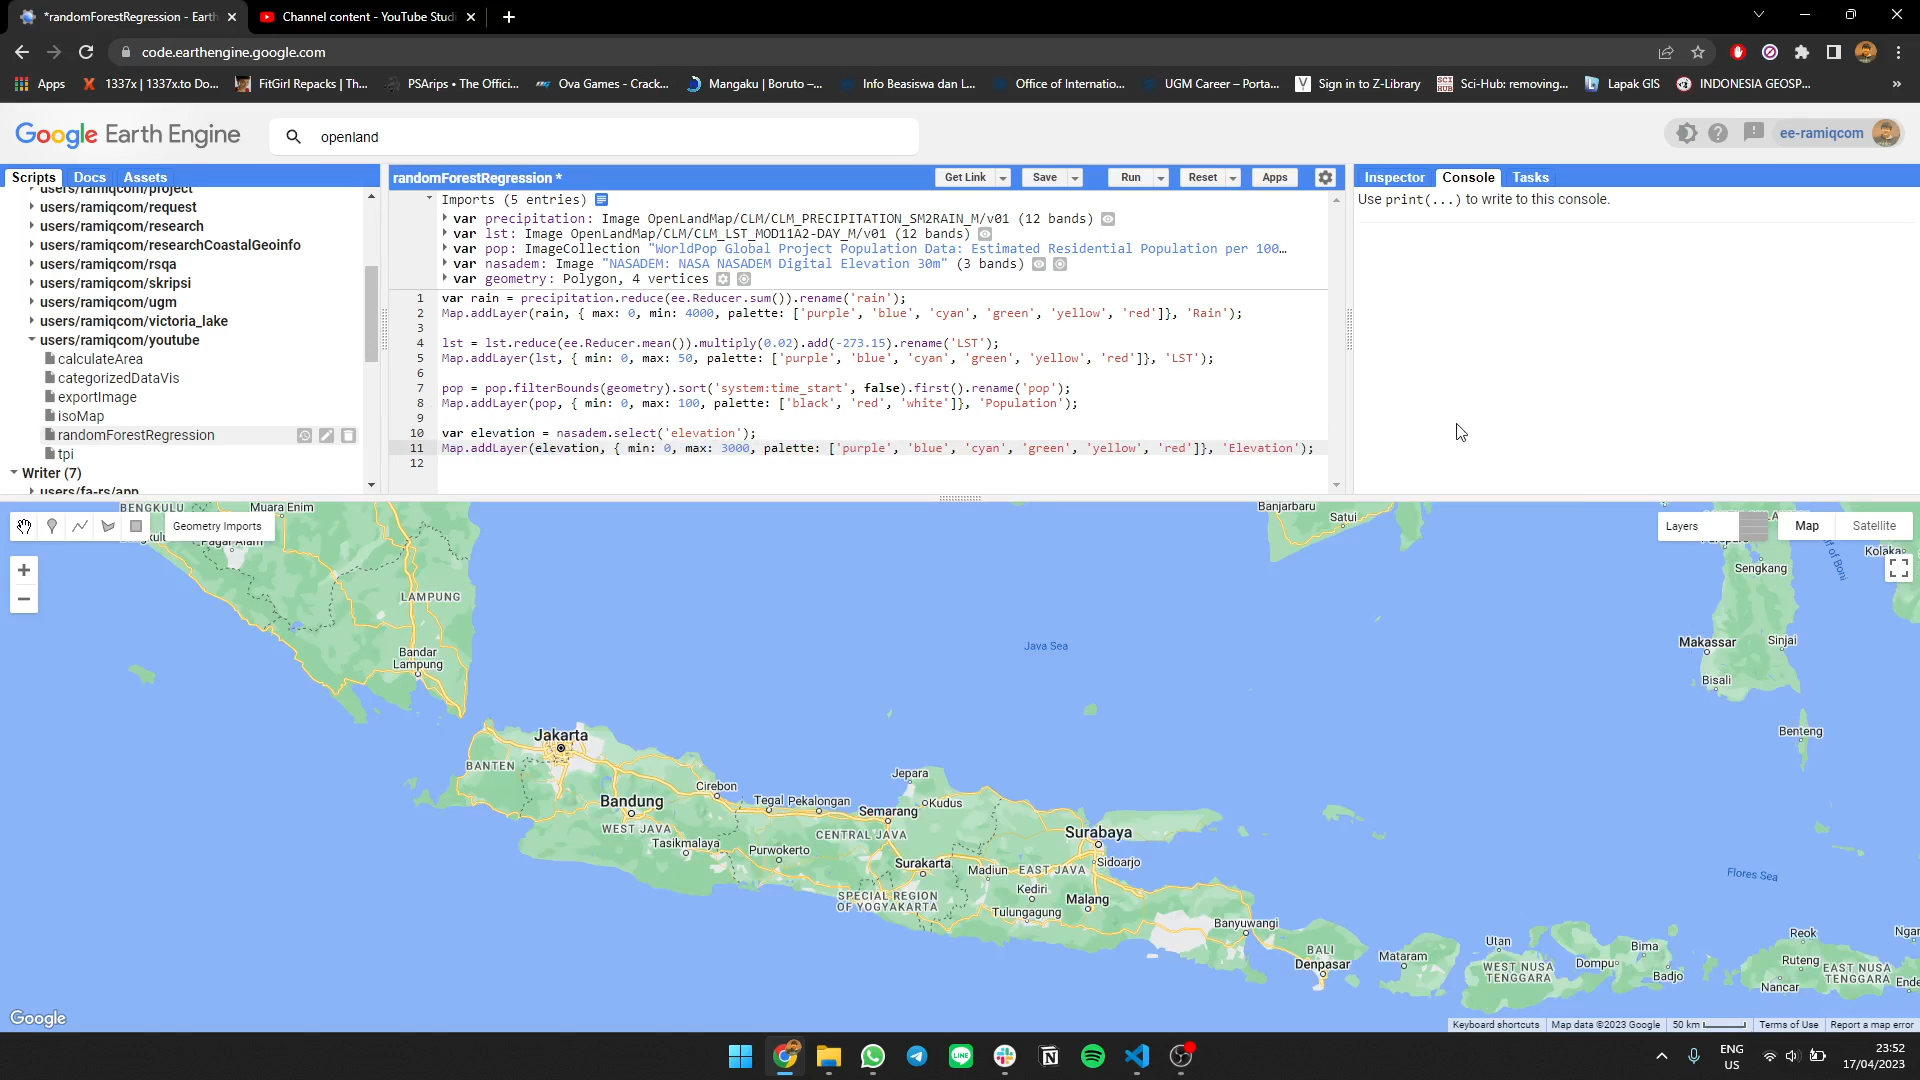 *randomForestRegression - Earth
Channel content - YouTube Studi
code.earthengine.google.com
Apps
1337x | 1337x.to Do...
FitGirl Repacks | Th...
PSArips • The Offici...
Ova Games - Crack...
Mangaku | Boruto –...
Info Beasiswa dan L...
Office of Internatio...
UGM Career – Porta...
Sign in to Z-Library
Sci-Hub: removing...
Lapak GIS
INDONESIA GEOSP...
Google Earth Engine
openland
ee-ramiqcom
Scripts
Docs
Assets
users/ramiqcom/project
users/ramiqcom/request
users/ramiqcom/research
users/ramiqcom/researchCoastalGeoinfo
users/ramiqcom/rsqa
users/ramiqcom/skripsi
users/ramiqcom/ugm
users/ramiqcom/victoria_lake
users/ramiqcom/youtube
calculateArea
categorizedDataVis
exportImage
isoMap
randomForestRegression
tpi
Writer (7)
users/fa-rs/app
randomForestRegression *
Get Link
Save
Run
Reset
Apps
Imports (5 entries)
var precipitation: Image OpenLandMap/CLM/CLM_PRECIPITATION_SM2RAIN_M/v01 (12 bands)
var lst: Image OpenLandMap/CLM/CLM_LST_MOD11A2-DAY_M/v01 (12 bands)
var pop: ImageCollection "WorldPop Global Project Population Data: Estimated Residential Population per 100...
var nasadem: Image "NASADEM: NASA NASADEM Digital Elevation 30m" (3 bands)
var geometry: Polygon, 4 vertices
1 var rain = precipitation.reduce(ee.Reducer.sum()).rename('rain');
2 Map.addLayer(rain, { max: 0, min: 4000, palette: ['purple', 'blue', 'cyan', 'green', 'yellow', 'red']}, 'Rain');
3
4 lst = lst.reduce(ee.Reducer.mean()).multiply(0.02).add(-273.15).rename('LST');
5 Map.addLayer(lst, { min: 0, max: 50, palette: ['purple', 'blue', 'cyan', 'green', 'yellow', 'red']}, 'LST');
6
7 pop = pop.filterBounds(geometry).sort('system:time_start', false).first().rename('pop');
8 Map.addLayer(pop, { min: 0, max: 100, palette: ['black', 'red', 'white']}, 'Population');
9
10 var elevation = nasadem.select('elevation');
11 Map.addLayer(elevation, { min: 0, max: 3000, palette: ['purple', 'blue', 'cyan', 'green', 'yellow', 'red']}, 'Elevation');
12
Inspector
Console
Tasks
Use print(...) to write to this console.
Geometry Imports
Layers
Map
Satellite
BENGKULU
Muara Enim
Pagar Alam
Banjarbaru
Satui
Kolaka
Sengkang
LAMPUNG
Bandar
Lampung
Java Sea
Makassar
Sinjai
Bisali
Benteng
Jakarta
BANTEN
Jepara
Cirebon
Bandung
Tegal
Pekalongan
Semarang
Kudus
WEST JAVA
CENTRAL JAVA
Surabaya
Tasikmalaya
Purwokerto
Surakarta
Madiun
EAST JAVA
Sidoarjo
Flores Sea
SPECIAL REGION
OF YOGYAKARTA
Kediri
Malang
Tulungagung
Banyuwangi
BALI
Denpasar
Mataram
Utan
Bima
Dompu
Badjo
WEST NUSA
TENGGARA
Reok
Ruteng
EAST NUSA
TENGGARA
Nancar
Ende
Google
Keyboard shortcuts
Map data ©2023 Google
50 km
Terms of Use
Report a map error
ENG
US
23:52
17/04/2023